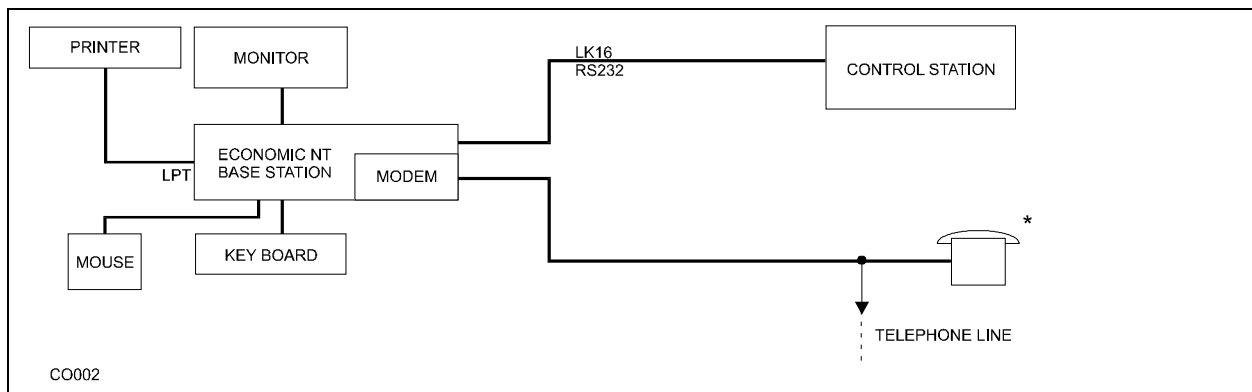 PRINTER
MONITOR
LK16
RS232
CONTROL STATION
ECONOMIC NT
BASE STATION
MODEM
LPT
MOUSE
KEY BOARD
*
TELEPHONE LINE
CO002